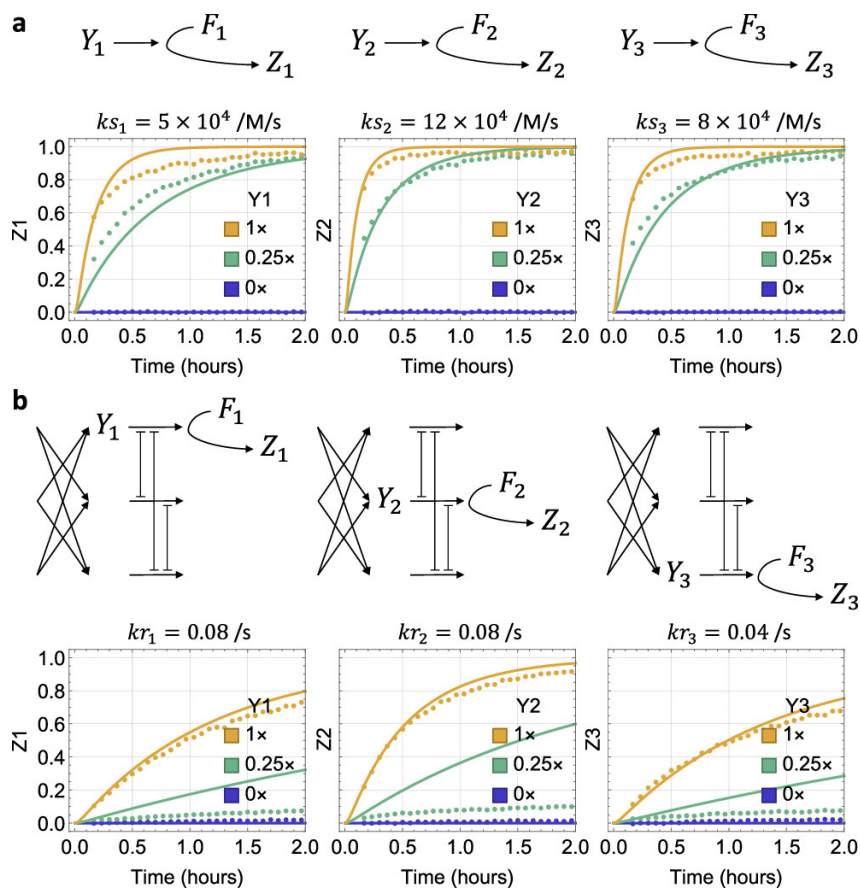 a
Y₁ F₁ Z₁ Y₂ F₂ Z₂ Y₃ F₃ Z₃
ks₁ = 5 × 10⁴ /M/s ks₂ = 12 × 10⁴ /M/s ks₃ = 8 × 10⁴ /M/s
Z1
1.0
0.8
0.6
0.4
0.2
0.0
Y1
1×
0.25×
0×
0.0 0.5 1.0 1.5 2.0
Time (hours)
Z2
Y2
1×
0.25×
0×
0.0 0.5 1.0 1.5 2.0
Time (hours)
Z3
Y3
1×
0.25×
0×
0.0 0.5 1.0 1.5 2.0
Time (hours)
b
Y₁ F₁ Z₁
Y₂ F₂ Z₂
Y₃ F₃ Z₃
kr₁ = 0.08 /s kr₂ = 0.08 /s kr₃ = 0.04 /s
Z1
1.0
0.8
0.6
0.4
0.2
0.0
Y1
1×
0.25×
0×
0.0 0.5 1.0 1.5 2.0
Time (hours)
Z2
Y2
1×
0.25×
0×
0.0 0.5 1.0 1.5 2.0
Time (hours)
Z3
Y3
1×
0.25×
0×
0.0 0.5 1.0 1.5 2.0
Time (hours)